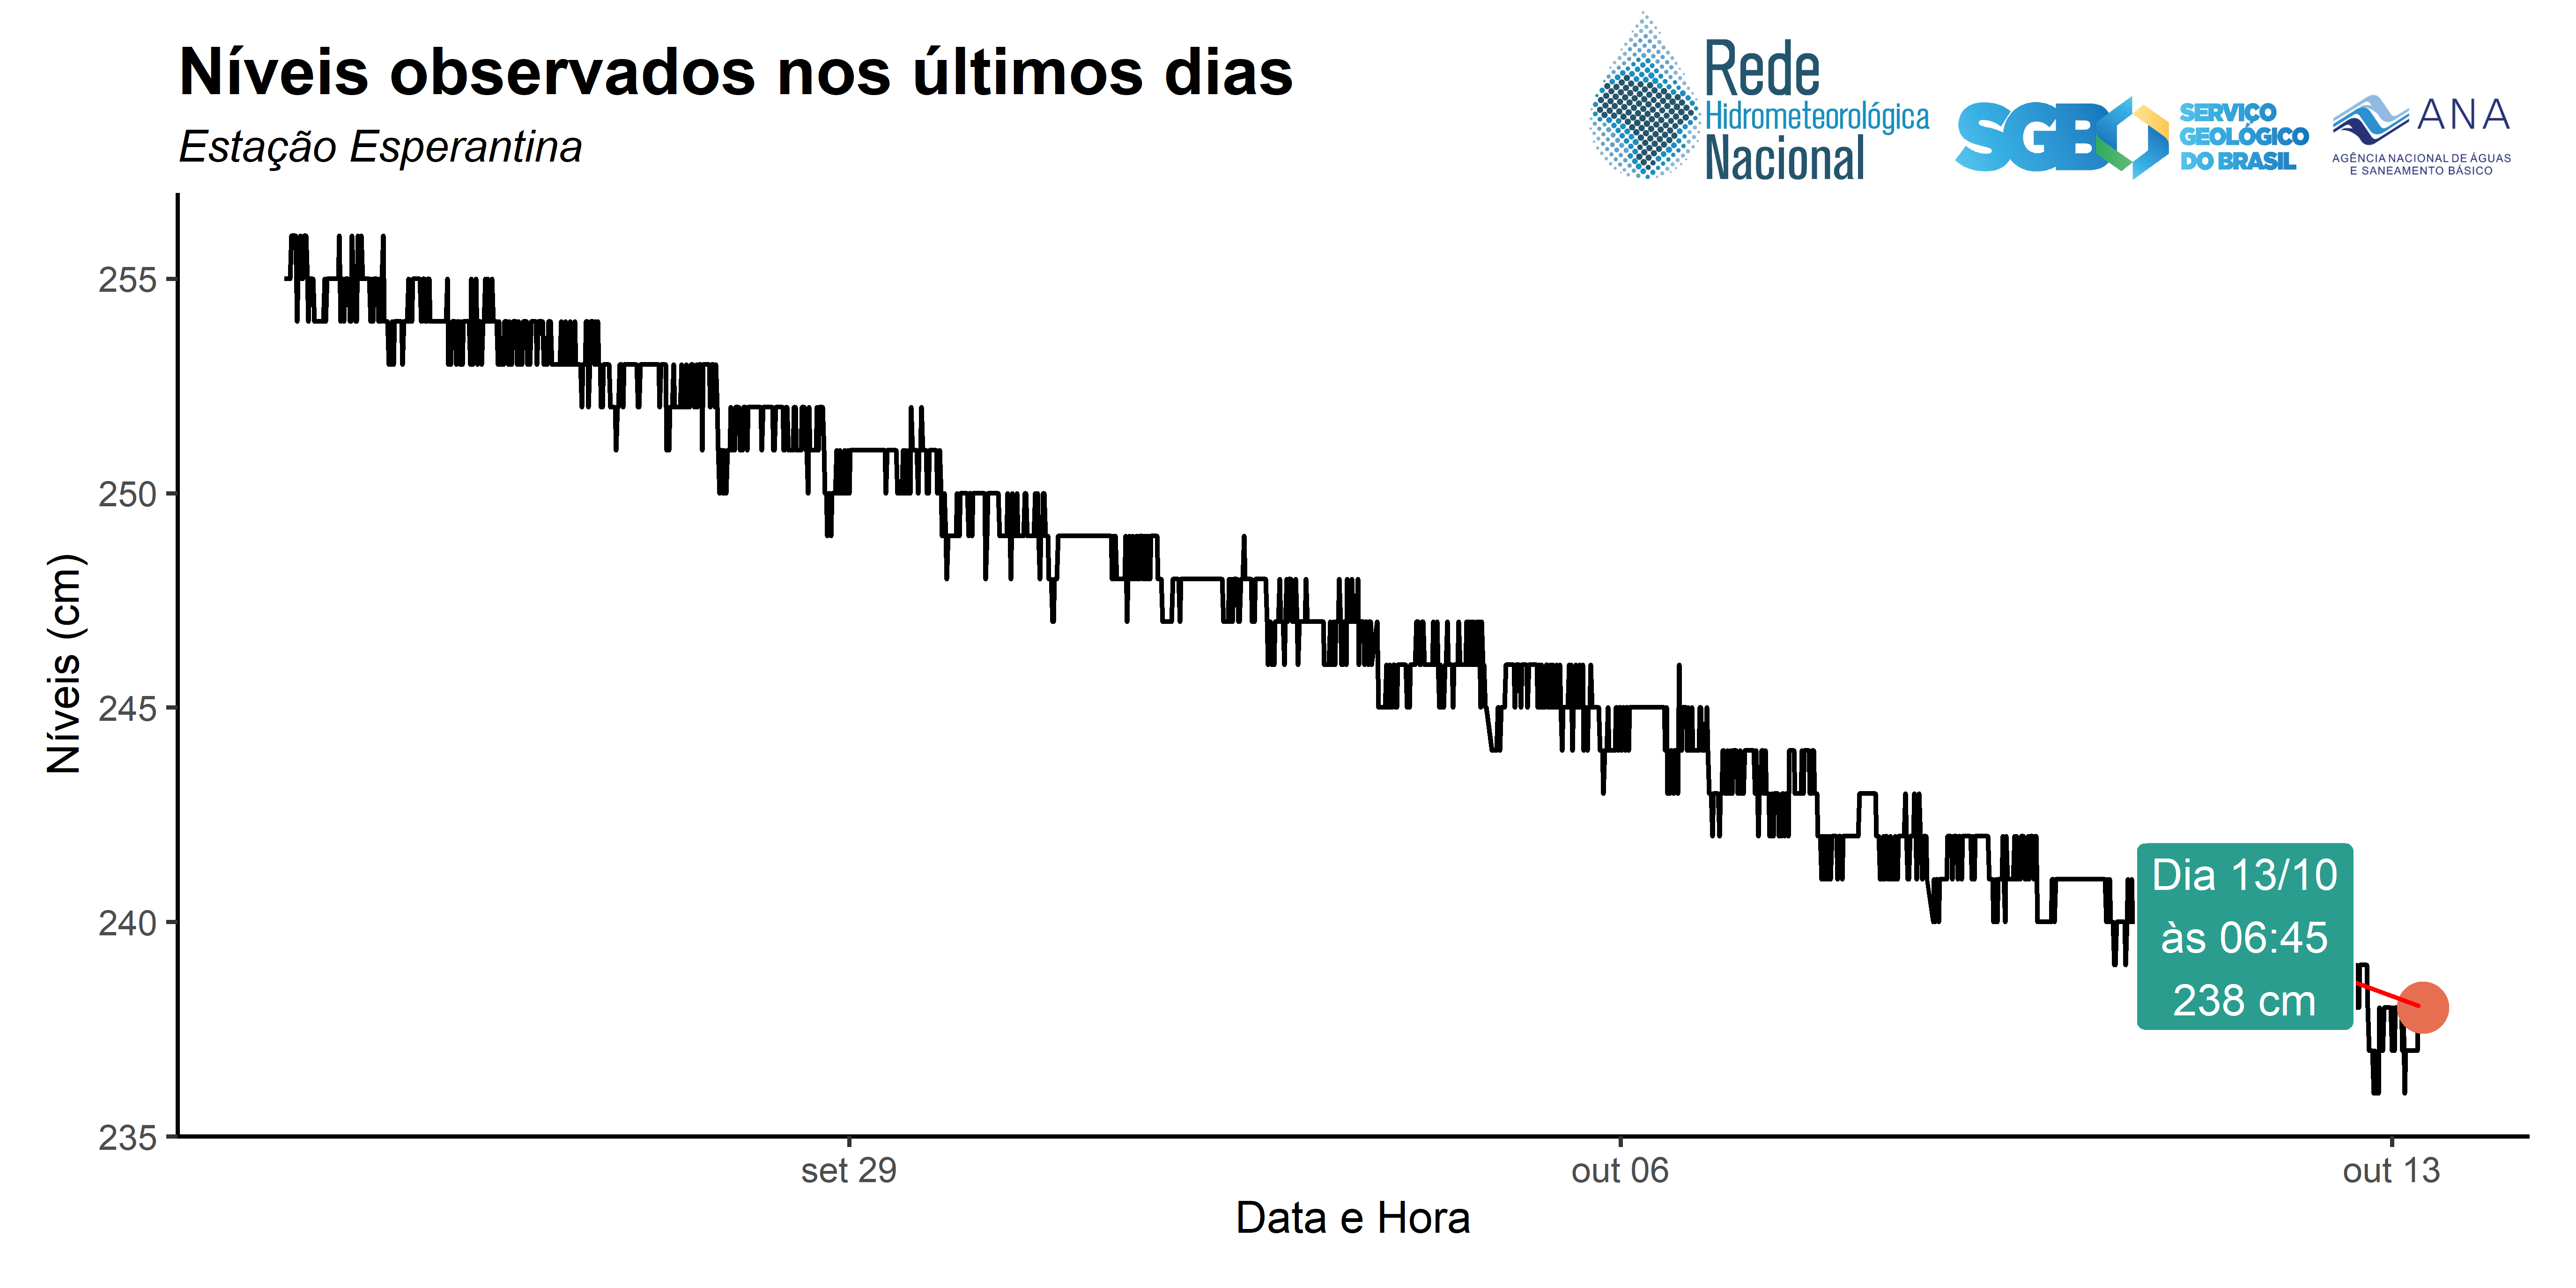 Níveis observados nos últimos dias
Estação Esperantina
Rede
Hidrometeorológica
Nacional
SGB
SERVIÇO
GEOLÓGICO
DO BRASIL
ANA
AGÊNCIA NACIONAL DE ÁGUAS
E SANEAMENTO BÁSICO
Níveis (cm)
255
250
245
240
235
Dia 13/10
às 06:45
238 cm
set 29
out 06
out 13
Data e Hora